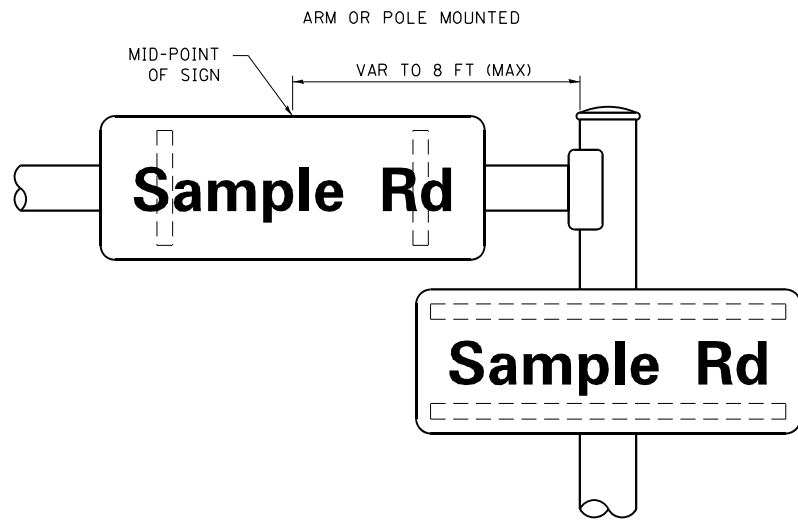 ARM OR POLE MOUNTED
MID-POINT
OF SIGN
VAR TO 8 FT (MAX)
Sample Rd
Sample Rd